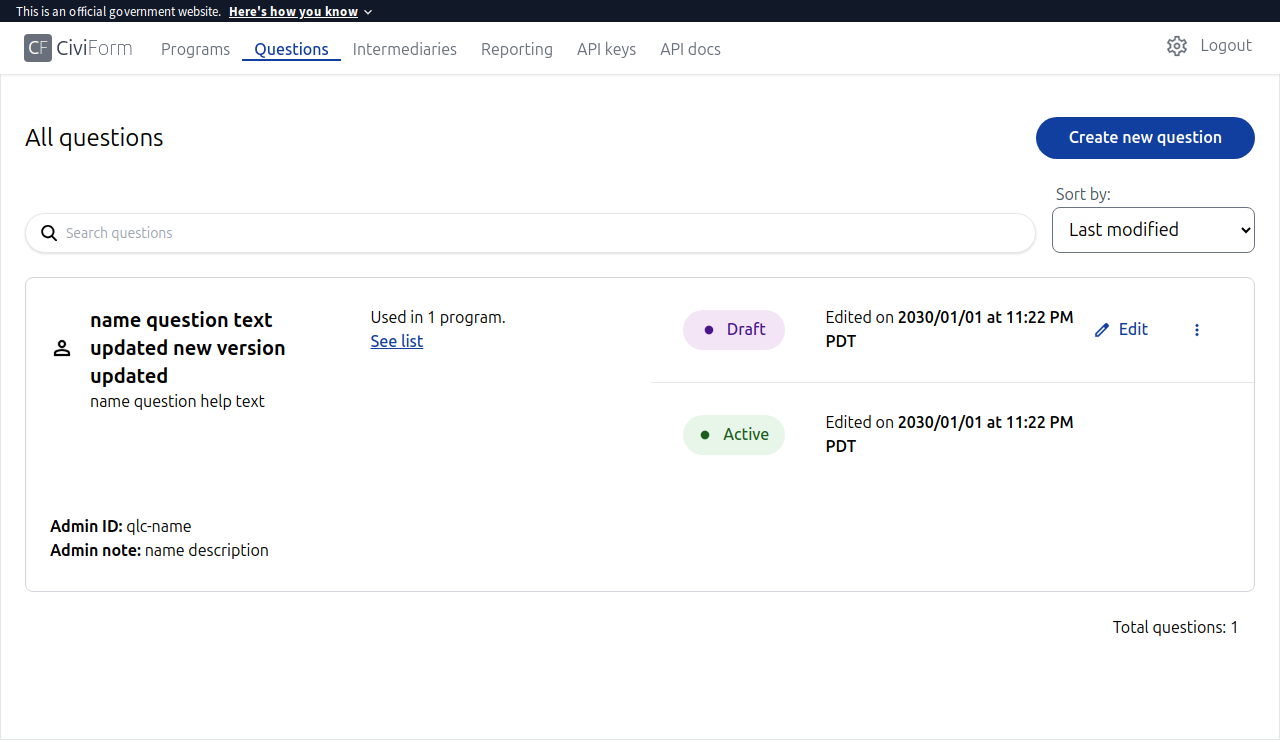 This is an official government website. Here's how you know
CF CiviForm Programs Questions Intermediaries Reporting API keys API docs Logout
All questions
Create new question
Sort by:
Search questions
Last modified
name question text
updated new version
updated
name question help text
Used in 1 program.
See list
Draft
Edited on 2030/01/01 at 11:22 PM
PDT
Edit
Active
Edited on 2030/01/01 at 11:22 PM
PDT
Admin ID: qlc-name
Admin note: name description
Total questions: 1